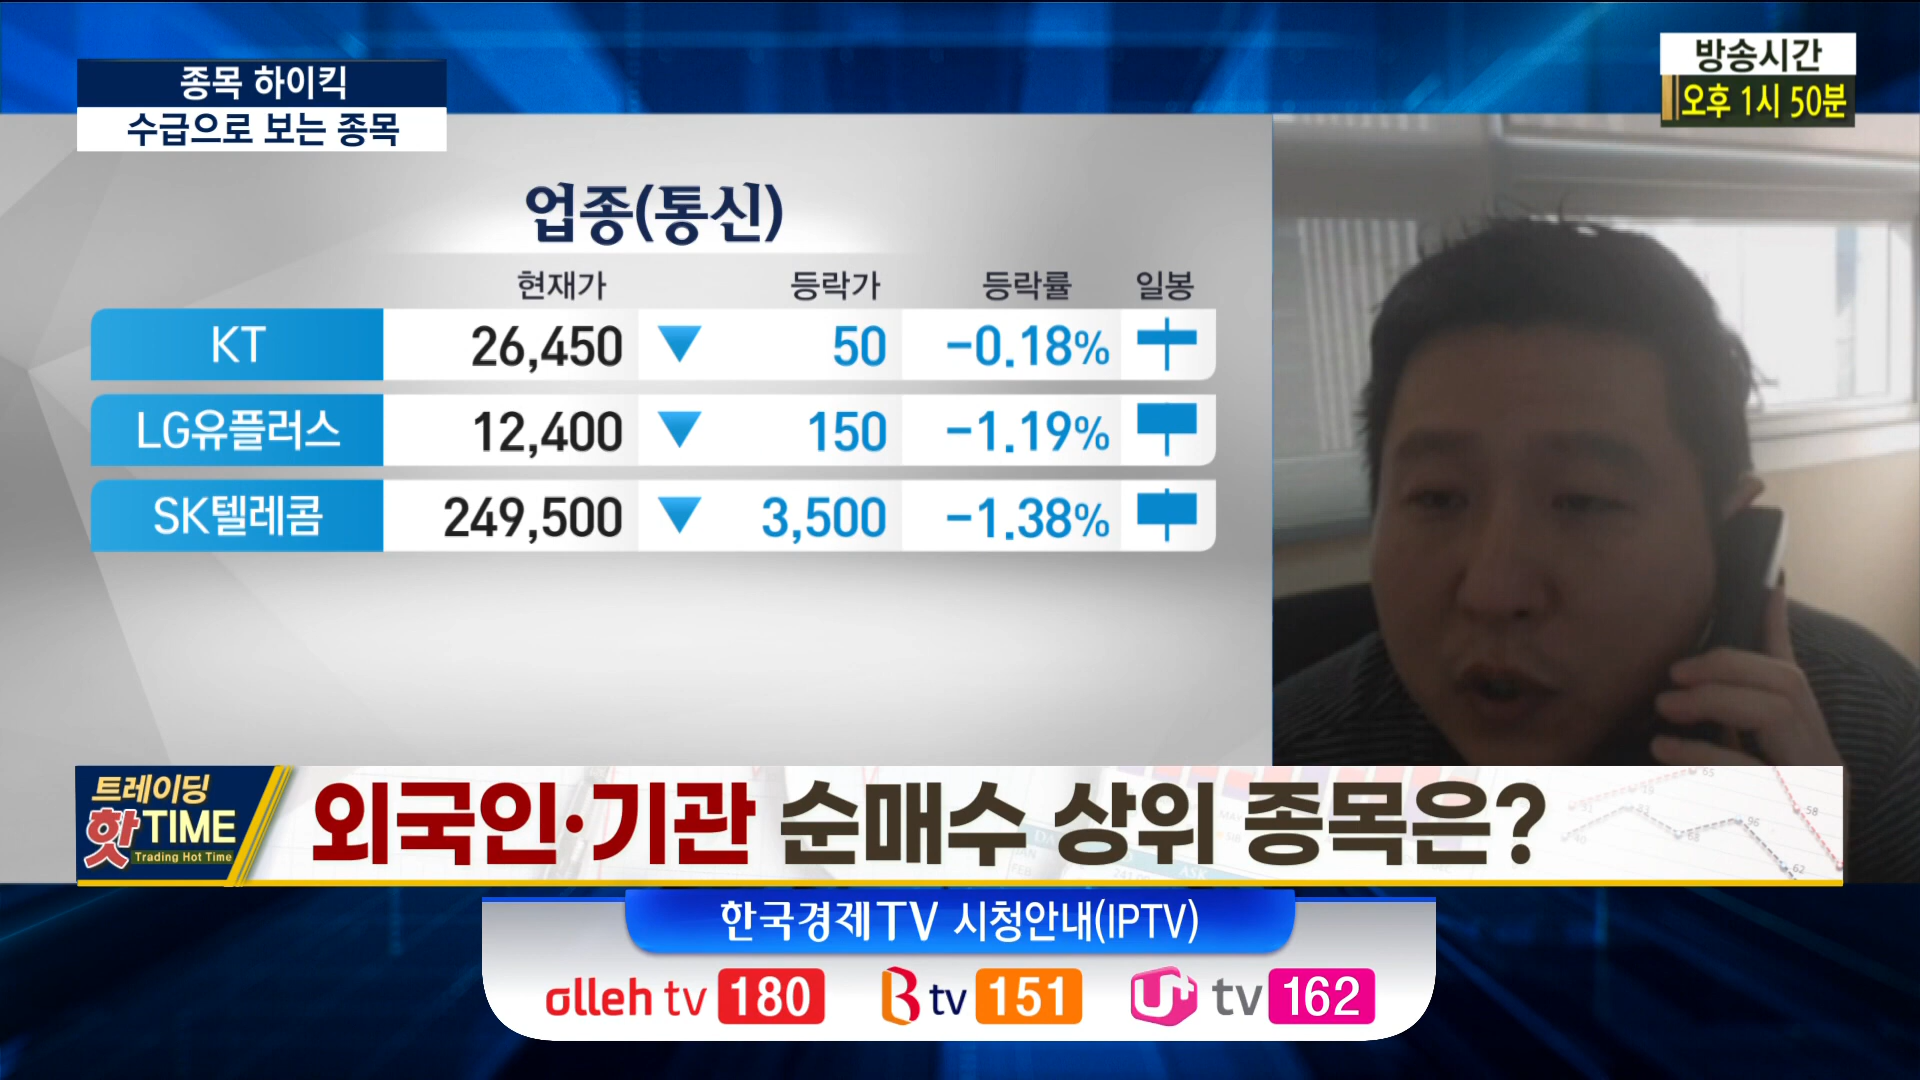 종목 하이킥
수급으로 보는 종목
방송시간
오후 1시 50분
업종(통신)
현재가 등락가 등락률 일봉
KT 26,450 ▼ 50 -0.18%
LG유플러스 12,400 ▼ 150 -1.19%
SK텔레콤 249,500 ▼ 3,500 -1.38%
트레이딩
핫TIME
Trading Hot Time
외국인·기관 순매수 상위 종목은?
한국경제TV 시청안내(IPTV)
olleh tv 180 B tv 151 U+ tv 162